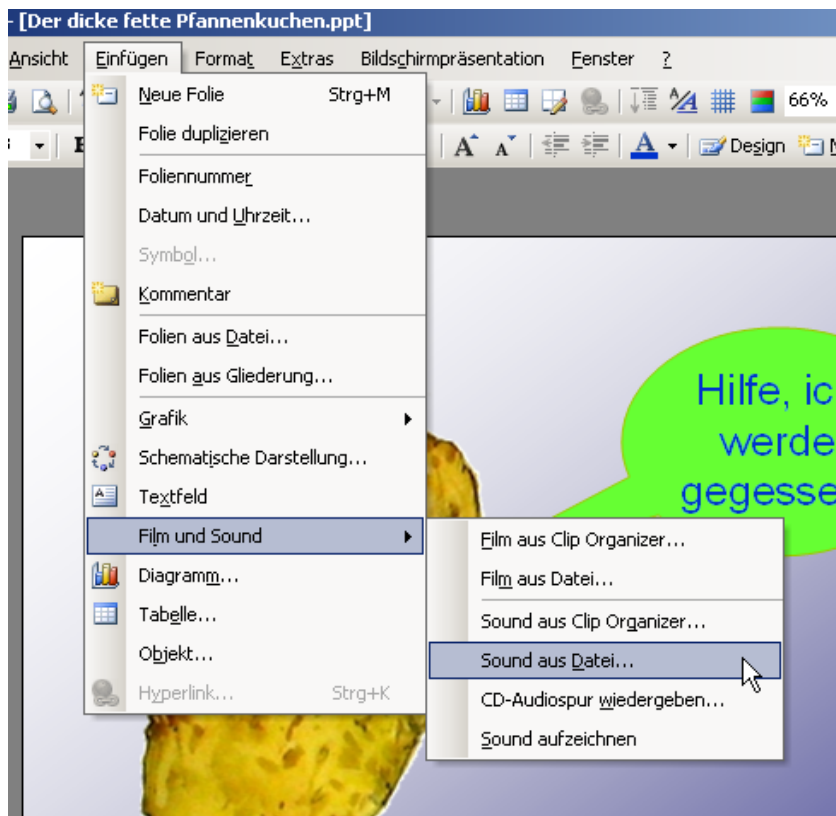 - [Der dicke fette Pfannenkuchen.ppt]
Ansicht Einfügen Format Extras Bildschirmpräsentation Fenster ?
66%
Design
Neue Folie Strg+M
Folie duplizieren
Foliennummer
Datum und Uhrzeit...
Symbol...
Kommentar
Folien aus Datei...
Folien aus Gliederung...
Grafik
Schematische Darstellung...
Textfeld
Film und Sound
Diagramm...
Tabelle...
Objekt...
Hyperlink... Strg+K
Film aus Clip Organizer...
Film aus Datei...
Sound aus Clip Organizer...
Sound aus Datei...
CD-Audiospur wiedergeben...
Sound aufzeichnen
Hilfe, ic
werde
gegesse